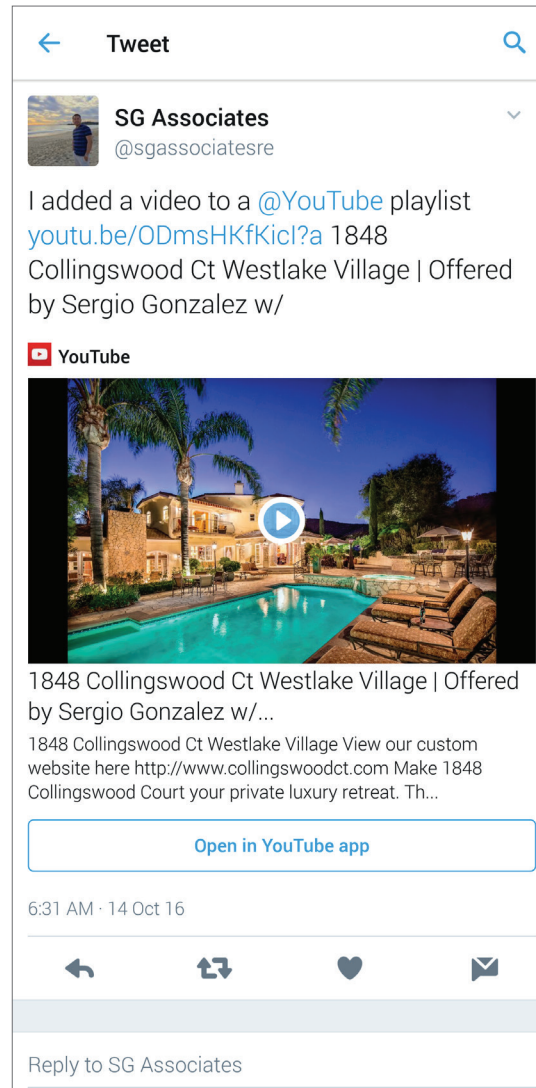 Tweet
SG Associates
@sgassociatesre
I added a video to a @YouTube playlist
youtu.be/ODmsHKfKicI?a 1848
Collingswood Ct Westlake Village | Offered
by Sergio Gonzalez w/
YouTube
1848 Collingswood Ct Westlake Village | Offered
by Sergio Gonzalez w/...
1848 Collingswood Ct Westlake Village View our custom
website here http://www.collingswoodct.com Make 1848
Collingswood Court your private luxury retreat. Th...
Open in YouTube app
6:31 AM · 14 Oct 16
Reply to SG Associates